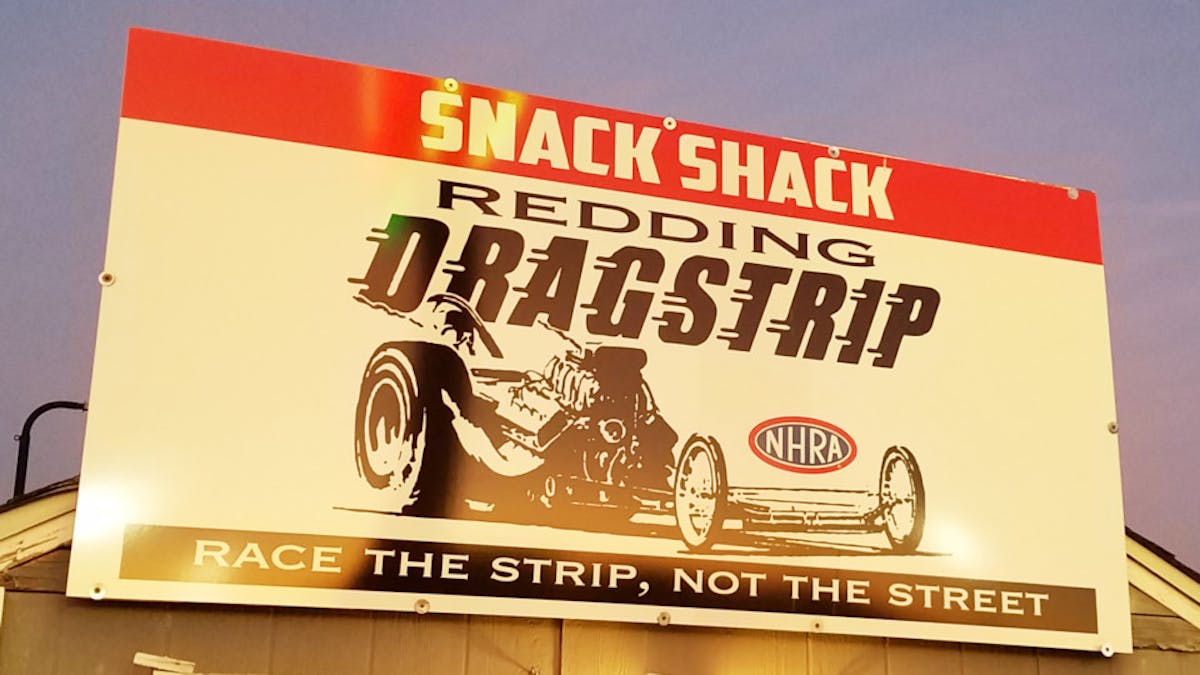 SNACK SHACK
REDDING
DRAGSTRIP
NHRA
RACE THE STRIP, NOT THE STREET